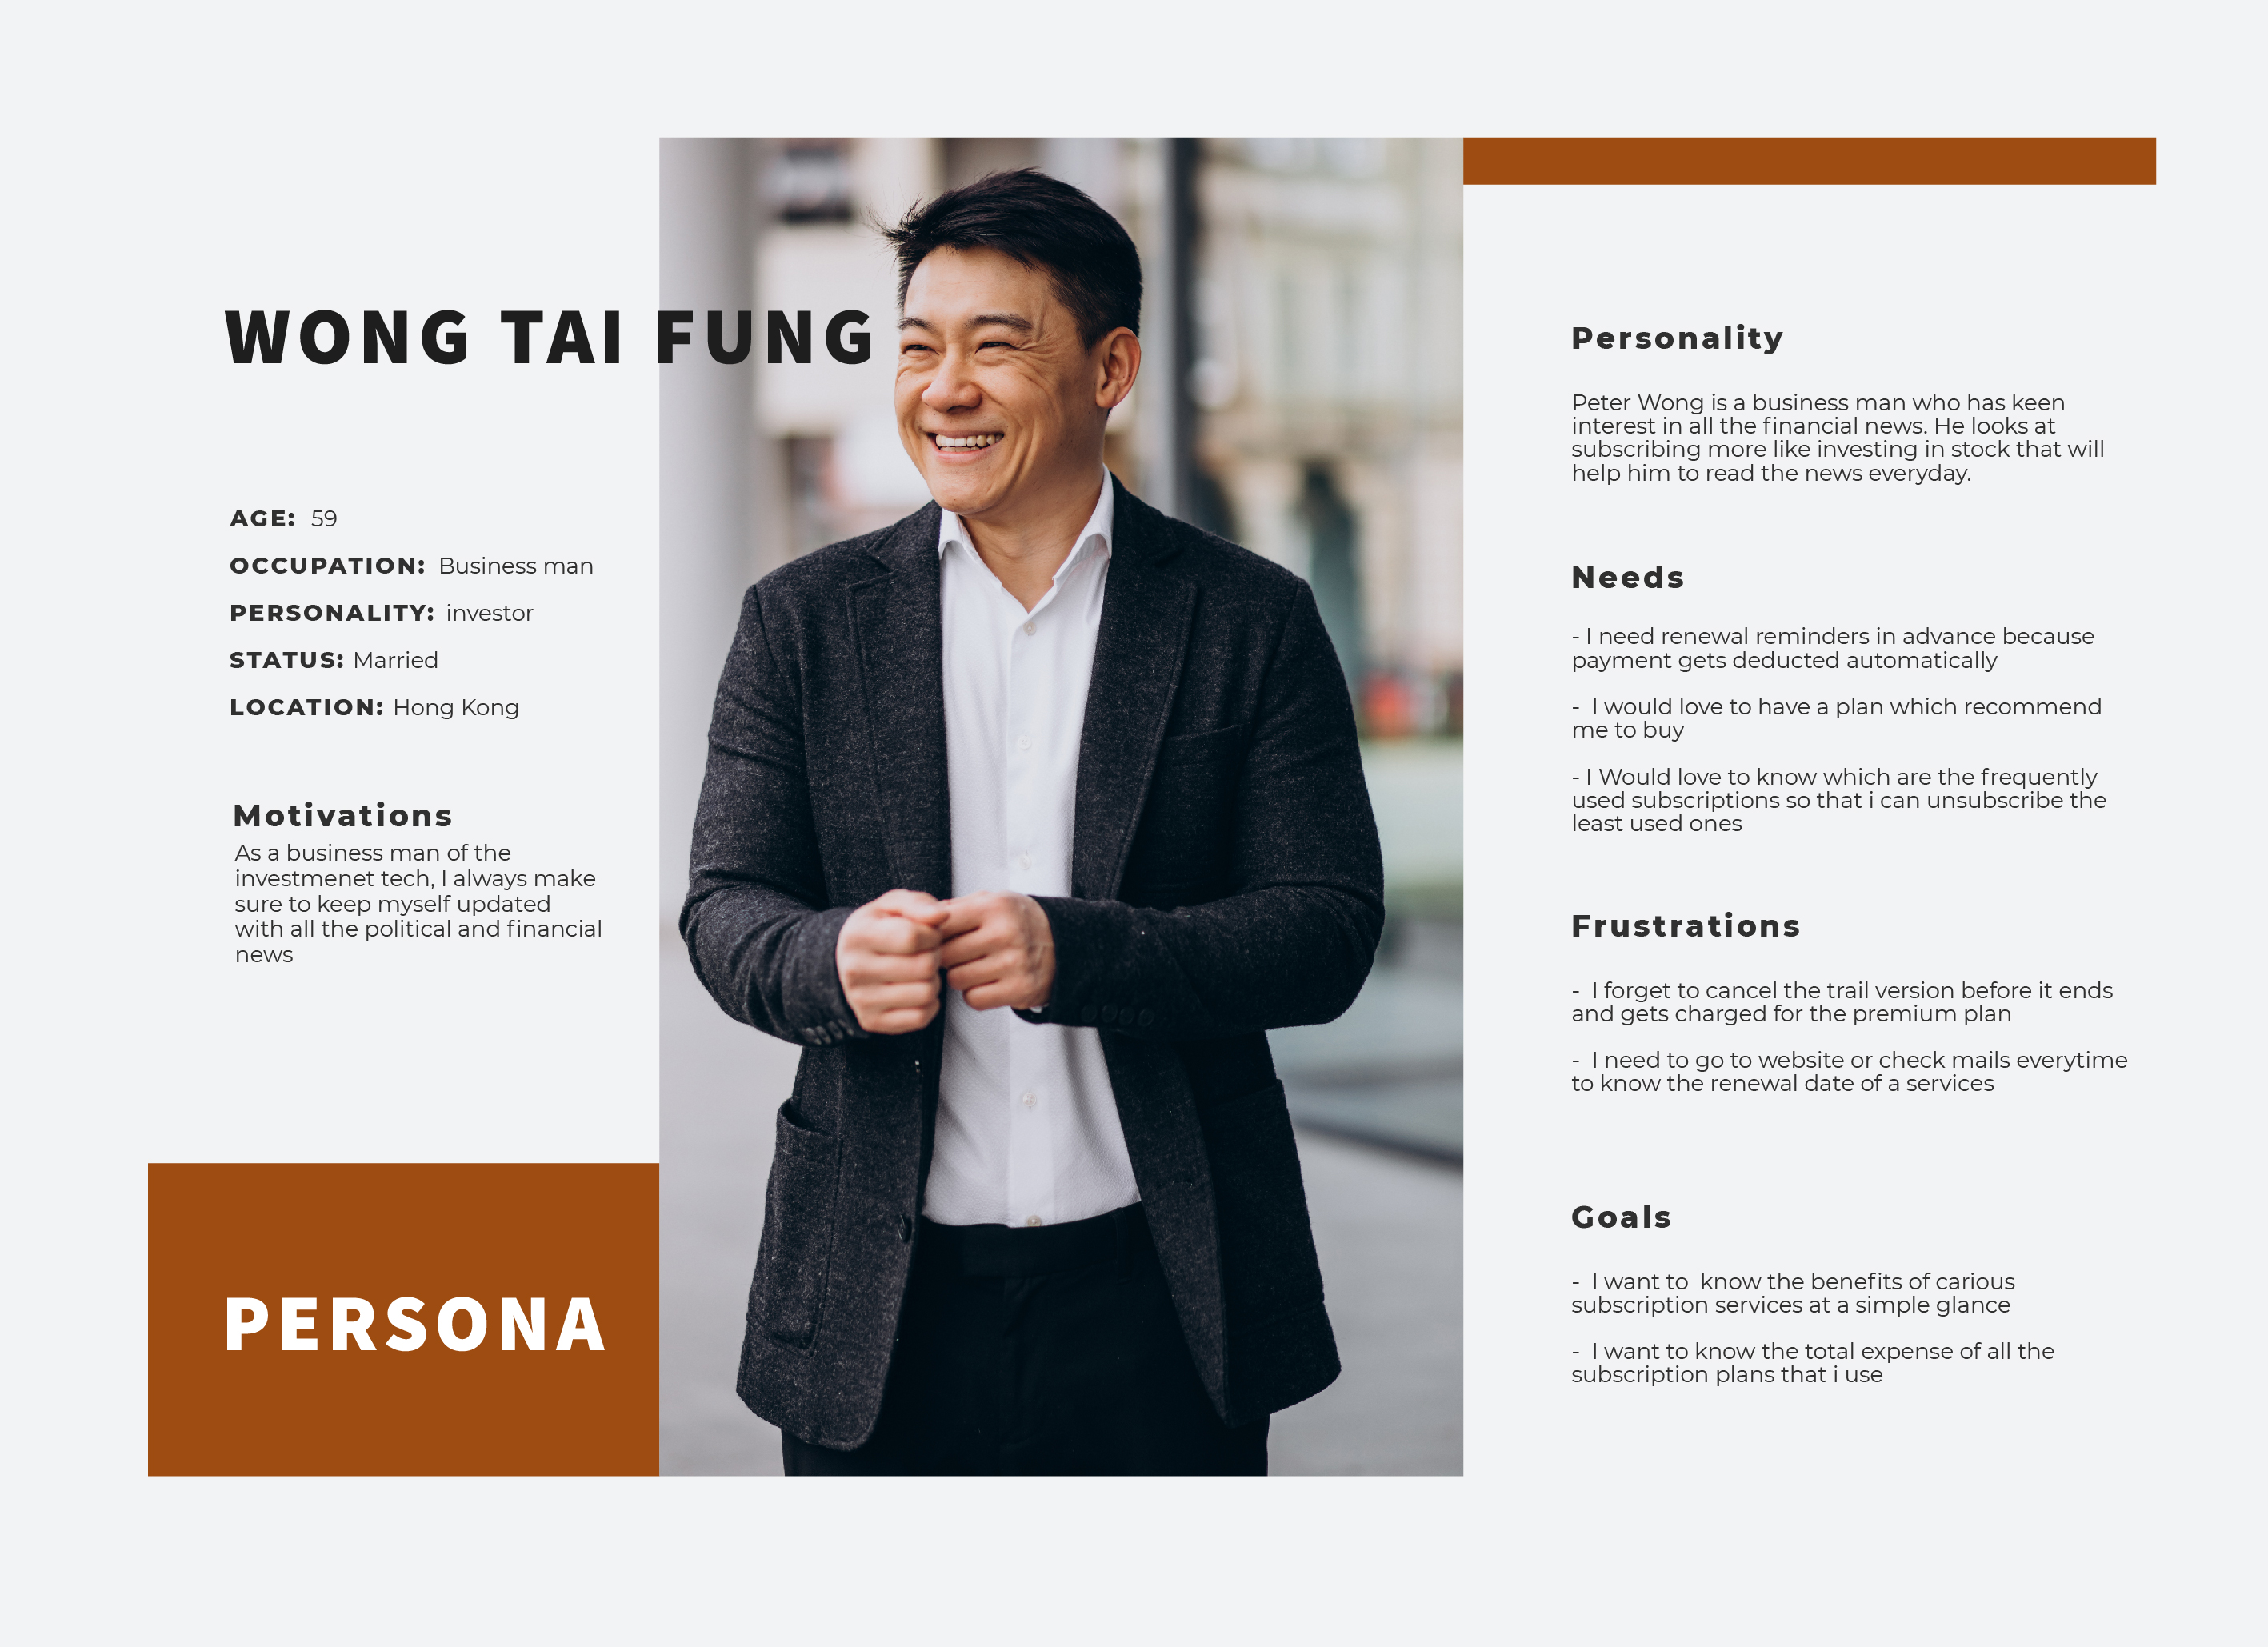 WONG TAI FUNG
AGE: 59
OCCUPATION: Business man
PERSONALITY: investor
STATUS: Married
LOCATION: Hong Kong
Motivations
As a business man of the
investmenet tech, I always make
sure to keep myself updated
with all the political and financial
news
PERSONA
Personality
Peter Wong is a business man who has keen
interest in all the financial news. He looks at
subscribing more like investing in stock that will
help him to read the news everyday.
Needs
- I need renewal reminders in advance because
payment gets deducted automatically
- I would love to have a plan which recommend
me to buy
- I Would love to know which are the frequently
used subscriptions so that i can unsubscribe the
least used ones
Frustrations
- I forget to cancel the trail version before it ends
and gets charged for the premium plan
- I need to go to website or check mails everytime
to know the renewal date of a services
Goals
- I want to know the benefits of carious
subscription services at a simple glance
- I want to know the total expense of all the
subscription plans that i use